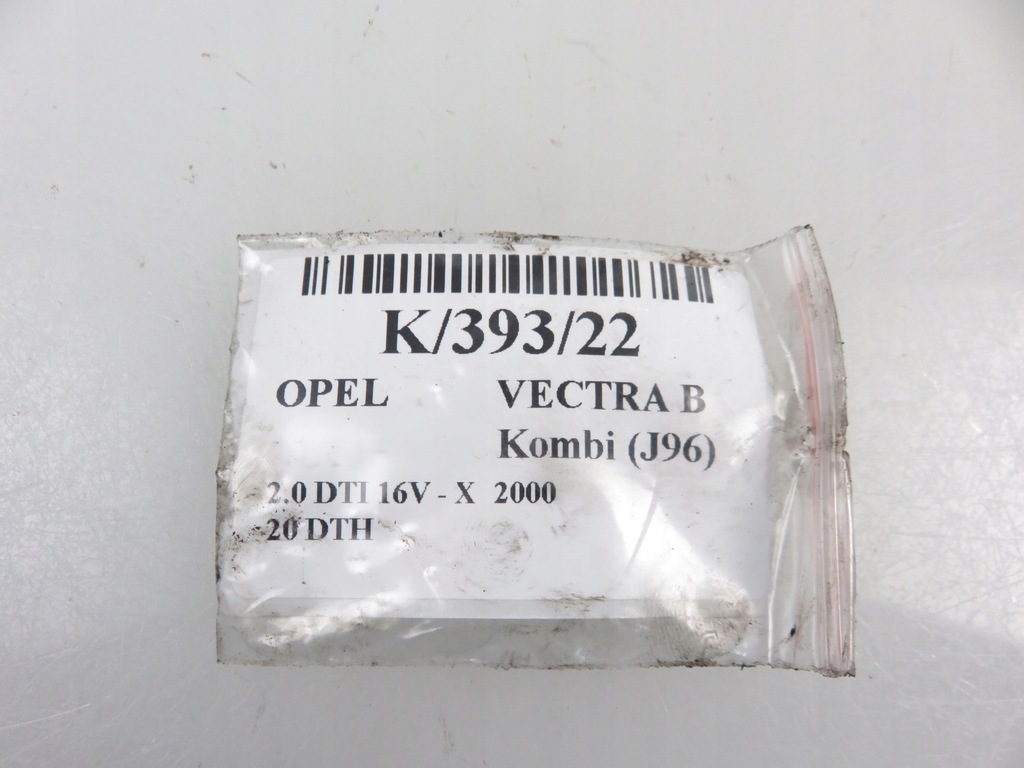 K/393/22
OPEL VECTRA B
Kombi (J96)
2.0 DTI 16V - X 2000
20 DTH